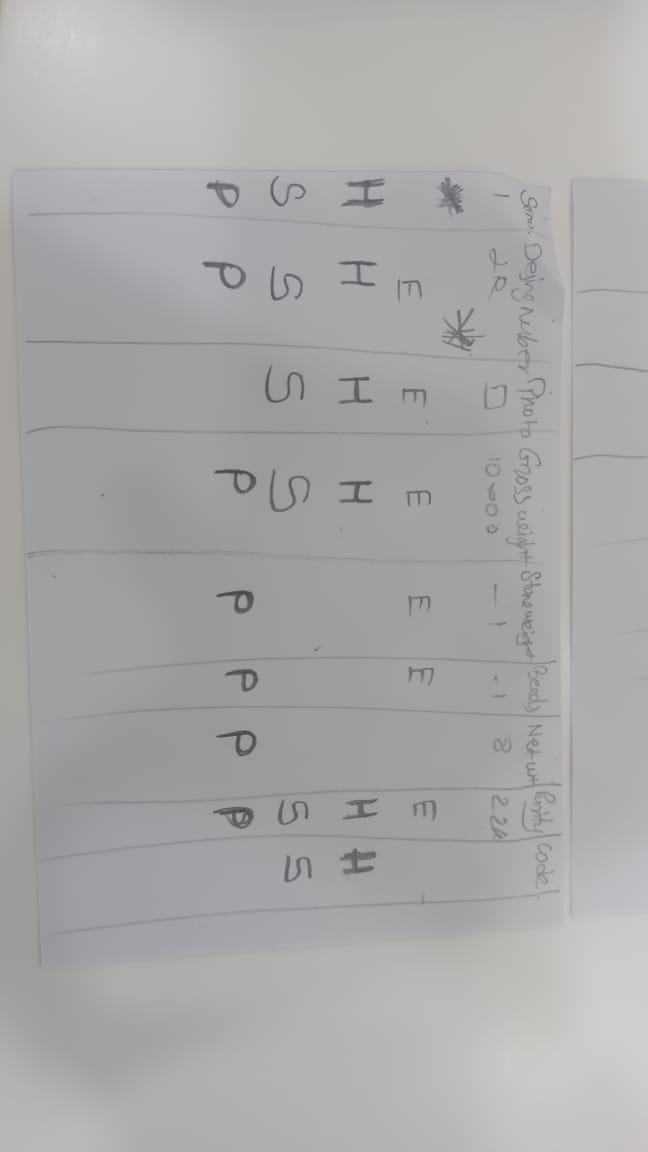 Sono. Dejing Nuber Photo Gross weight Stone weight Beads Net wt Purity Code
1 2R 10-000 -1 -1 8 22k
E E E E E E
H H H H H H
S S S S S S
P P P P P P P